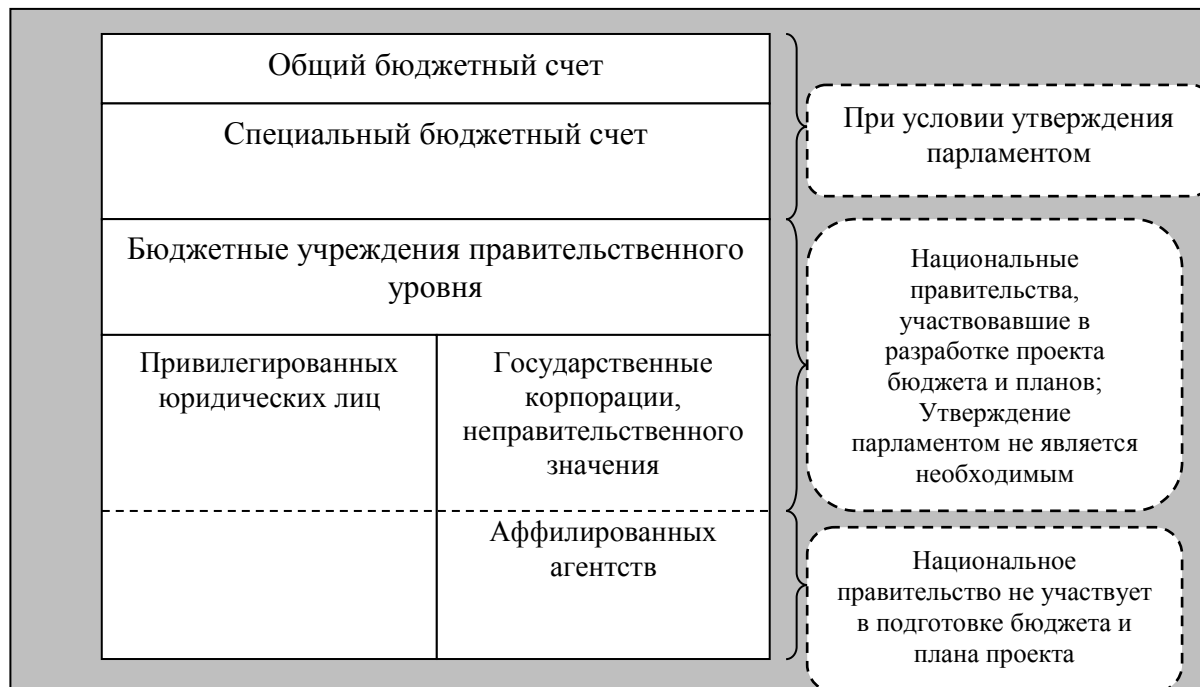 Общий бюджетный счет
Специальный бюджетный счет
Бюджетные учреждения правительственного
уровня
Привилегированных
юридических лиц
Государственные
корпорации,
неправительственного
значения
Аффилированных
агентств
При условии утверждения
парламентом
Национальные
правительства,
участвовавшие в
разработке проекта
бюджета и планов;
Утверждение
парламентом не является
необходимым
Национальное
правительство не участвует
в подготовке бюджета и
плана проекта